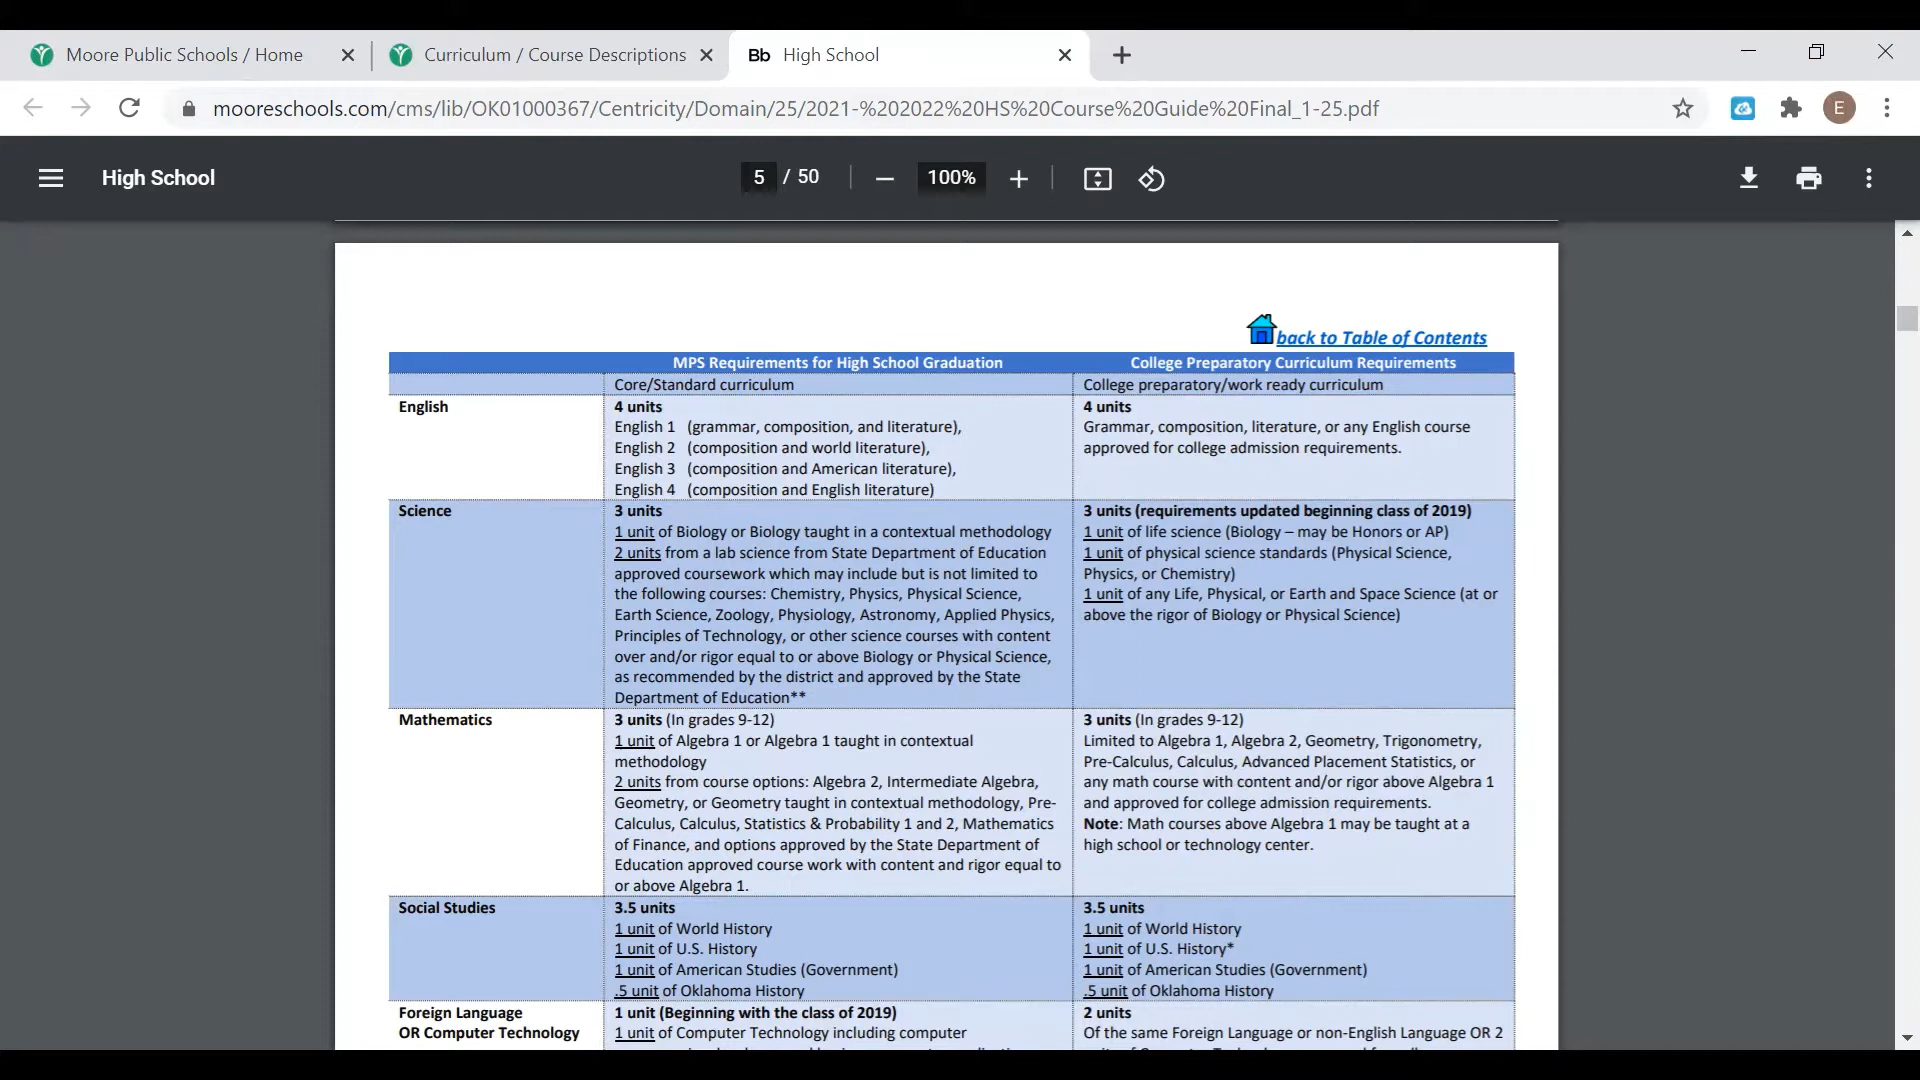 Moore Public Schools / Home
Curriculum / Course Descriptions
Bb High School
mooreschools.com/cms/lib/OK01000367/Centricity/Domain/25/2021-%202022%20HS%20Course%20Guide%20Final_1-25.pdf
E
High School
5 / 50
100%
back to Table of Contents
MPS Requirements for High School Graduation
College Preparatory Curriculum Requirements
Core/Standard curriculum
College preparatory/work ready curriculum
English
4 units
English 1 (grammar, composition, and literature),
English 2 (composition and world literature),
English 3 (composition and American literature),
English 4 (composition and English literature)
4 units
Grammar, composition, literature, or any English course
approved for college admission requirements.
Science
3 units
1 unit of Biology or Biology taught in a contextual methodology
2 units from a lab science from State Department of Education
approved coursework which may include but is not limited to
the following courses: Chemistry, Physics, Physical Science,
Earth Science, Zoology, Physiology, Astronomy, Applied Physics,
Principles of Technology, or other science courses with content
over and/or rigor equal to or above Biology or Physical Science,
as recommended by the district and approved by the State
Department of Education**
3 units (requirements updated beginning class of 2019)
1 unit of life science (Biology – may be Honors or AP)
1 unit of physical science standards (Physical Science,
Physics, or Chemistry)
1 unit of any Life, Physical, or Earth and Space Science (at or
above the rigor of Biology or Physical Science)
Mathematics
3 units (In grades 9-12)
1 unit of Algebra 1 or Algebra 1 taught in contextual
methodology
2 units from course options: Algebra 2, Intermediate Algebra,
Geometry, or Geometry taught in contextual methodology, Pre-
Calculus, Calculus, Statistics & Probability 1 and 2, Mathematics
of Finance, and options approved by the State Department of
Education approved course work with content and rigor equal to
or above Algebra 1.
3 units (In grades 9-12)
Limited to Algebra 1, Algebra 2, Geometry, Trigonometry,
Pre-Calculus, Calculus, Advanced Placement Statistics, or
any math course with content and/or rigor above Algebra 1
and approved for college admission requirements.
Note: Math courses above Algebra 1 may be taught at a
high school or technology center.
Social Studies
3.5 units
1 unit of World History
1 unit of U.S. History
1 unit of American Studies (Government)
.5 unit of Oklahoma History
3.5 units
1 unit of World History
1 unit of U.S. History*
1 unit of American Studies (Government)
.5 unit of Oklahoma History
Foreign Language
OR Computer Technology
1 unit (Beginning with the class of 2019)
1 unit of Computer Technology including computer
2 units
Of the same Foreign Language or non-English Language OR 2